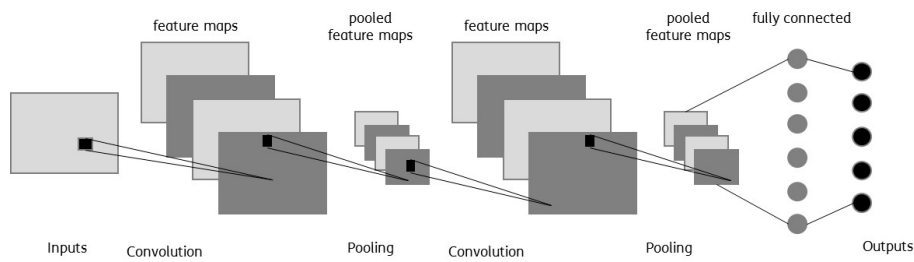 feature maps
pooled
feature maps
feature maps
pooled
feature maps
fully connected
Inputs
Convolution
Pooling
Convolution
Pooling
Outputs